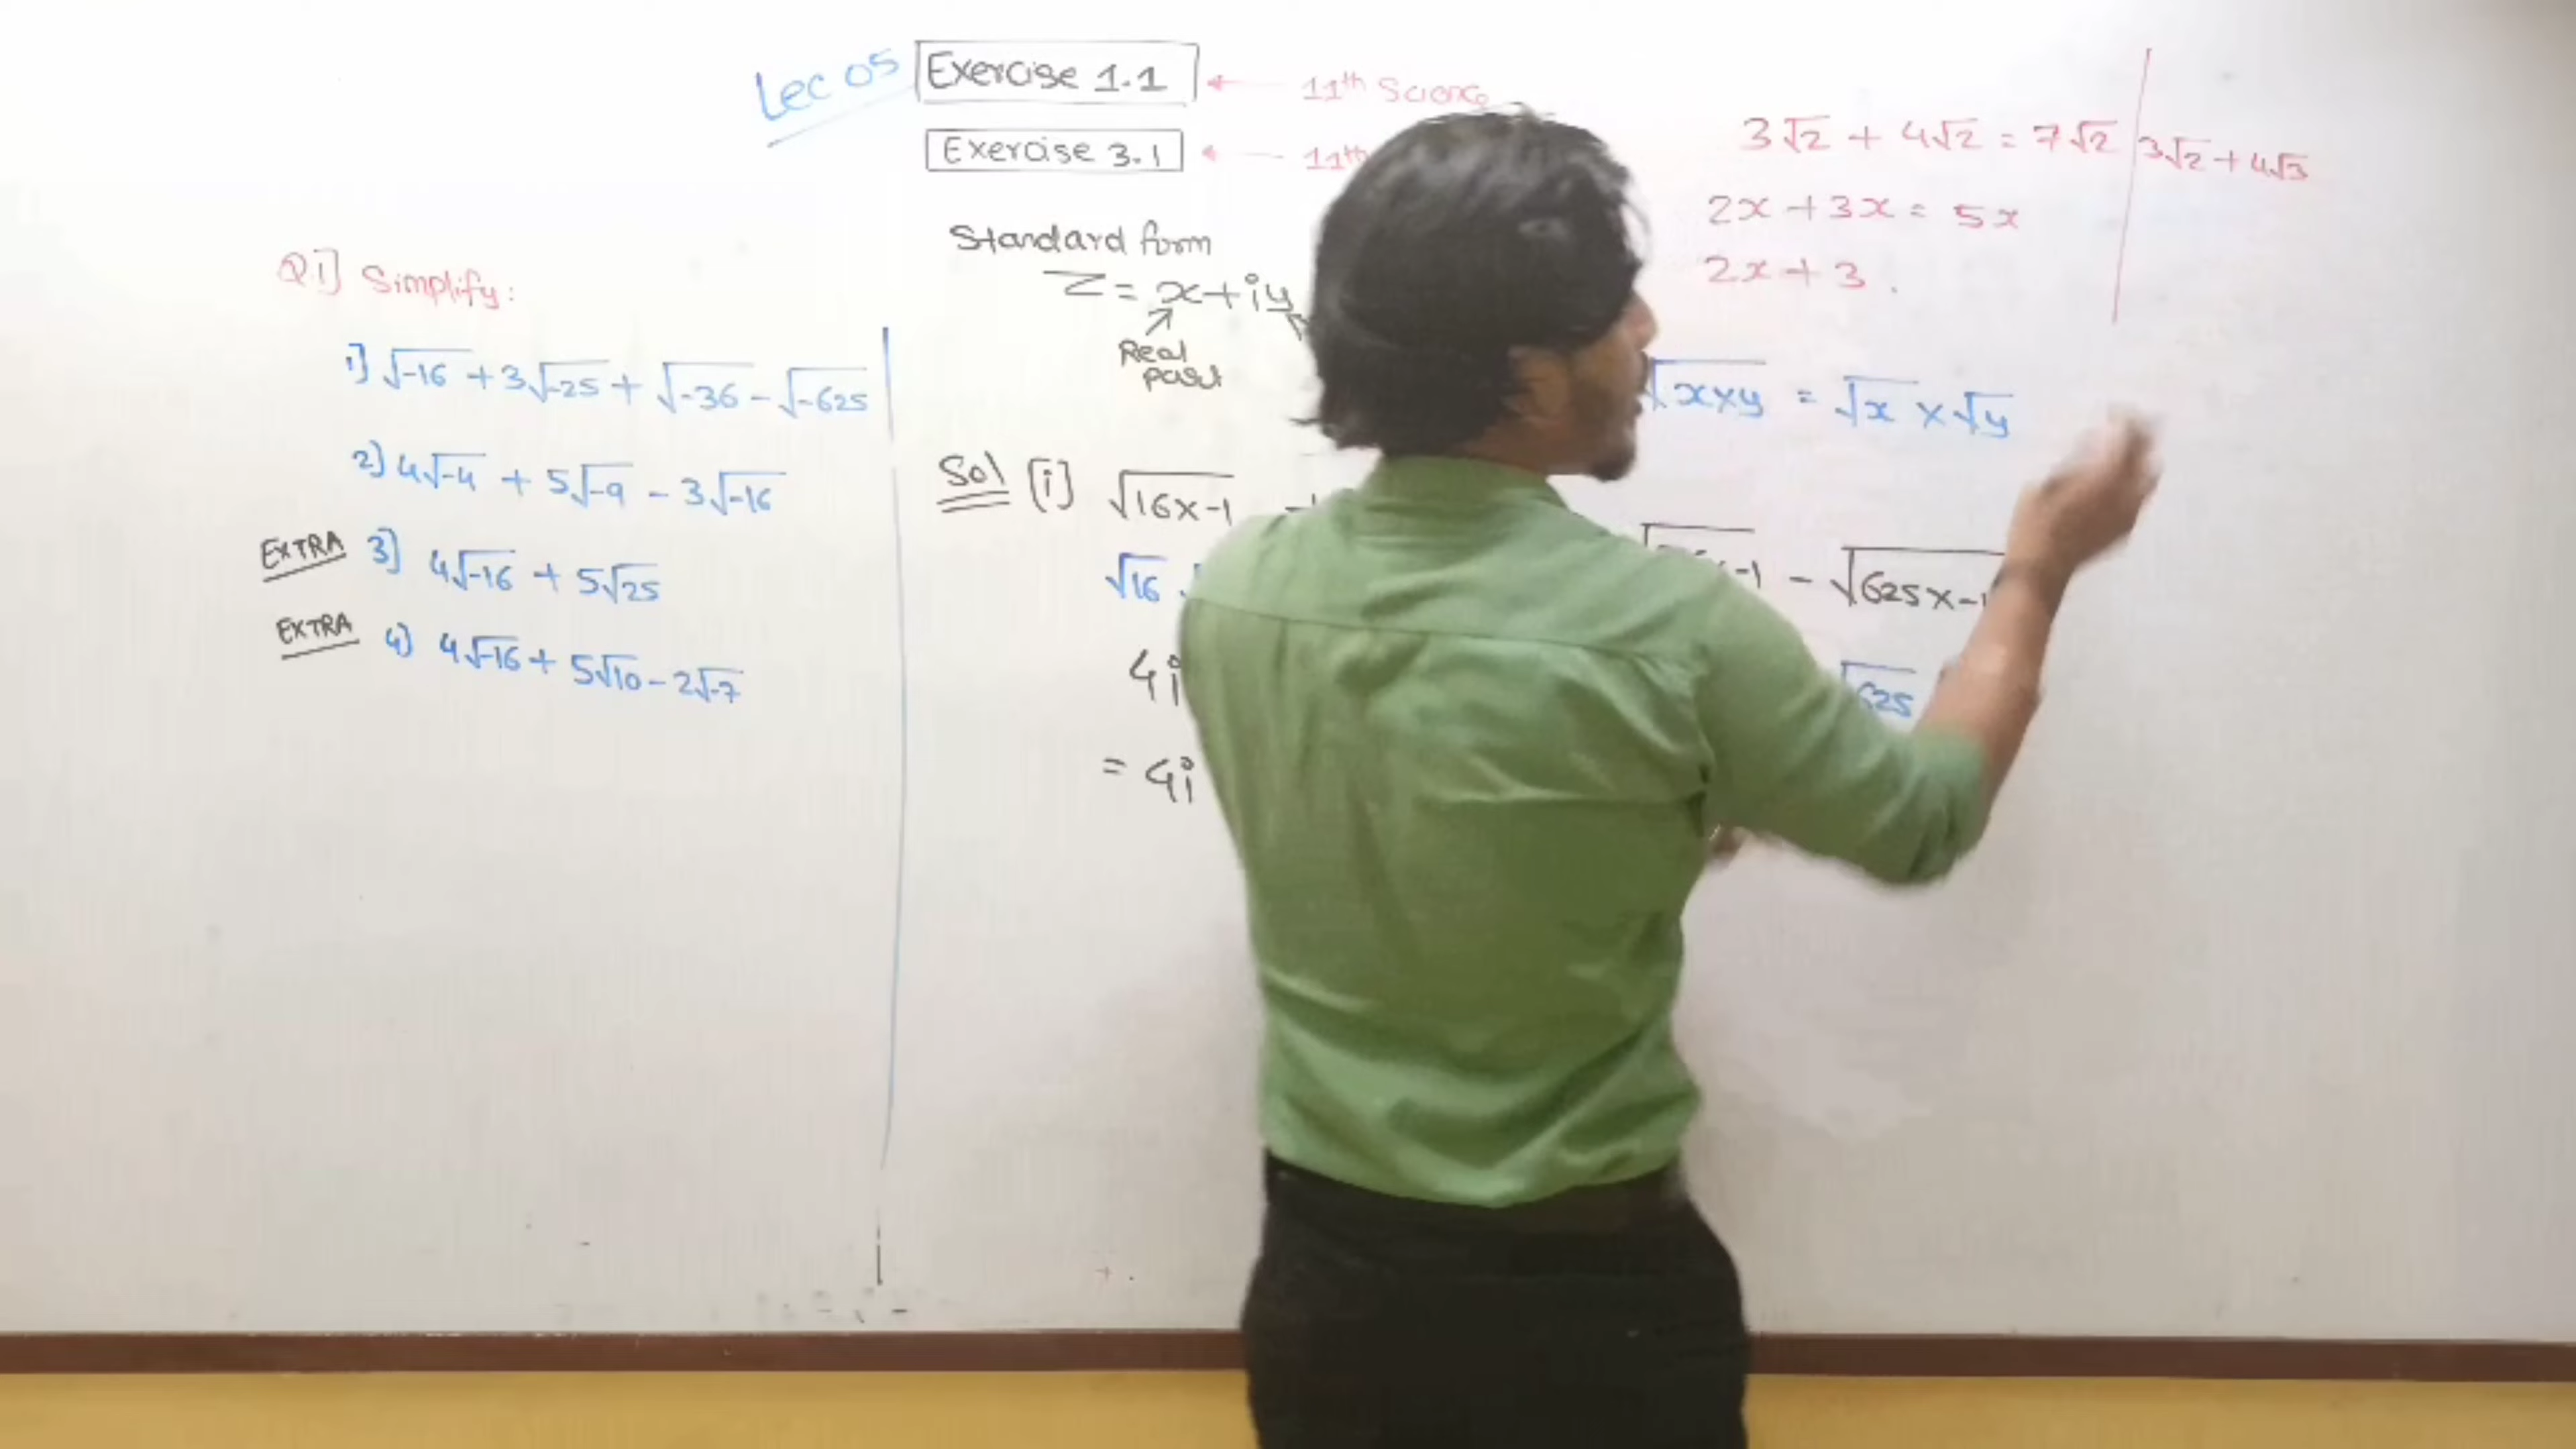 Lec 05
Exercise 1.1 ← 11th Science
Exercise 3.1 ← 11th
Q.1] Simplify:
1] √-16 + 3√-25 + √-36 - √-625
2] 4√-4 + 5√-9 - 3√-16
EXTRA 3] 4√-16 + 5√25
EXTRA 4] 4√-16 + 5√10 - 2√-7
Standard form
Z = x + iy
Real
part
3√2 + 4√2 = 7√2
3√2 + 4√3
2x + 3x = 5x
2x + 3
√x×y = √x × √y
Sol [i] √16×-1
-1 - √625×-1
√16
√625
4i
= 4i